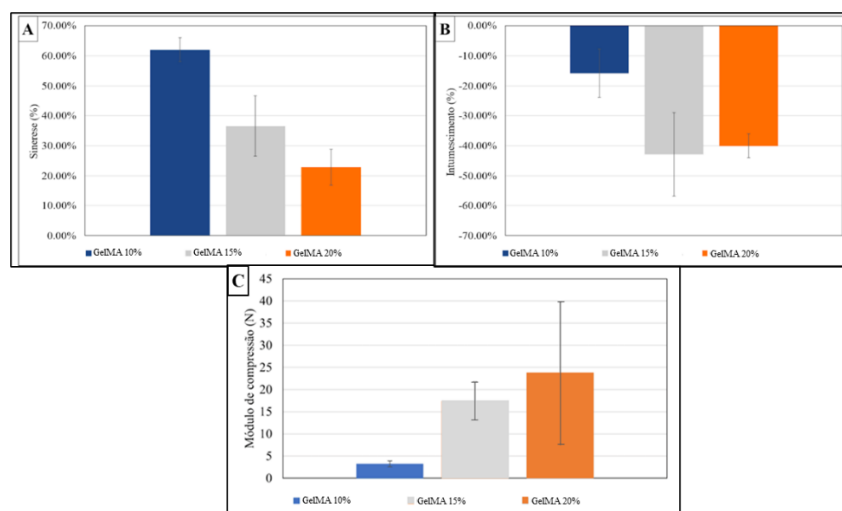 A
70.00%
60.00%
50.00%
40.00%
30.00%
20.00%
10.00%
0.00%
Sinerese (%)
GelMA 10% GelMA 15% GelMA 20%
B
0.00%
-10.00%
-20.00%
-30.00%
-40.00%
-50.00%
-60.00%
-70.00%
Intumescimento (%)
GelMA 10% GelMA 15% GelMA 20%
C
45
40
35
30
25
20
15
10
5
0
Módulo de compressão (N)
GelMA 10% GelMA 15% GelMA 20%